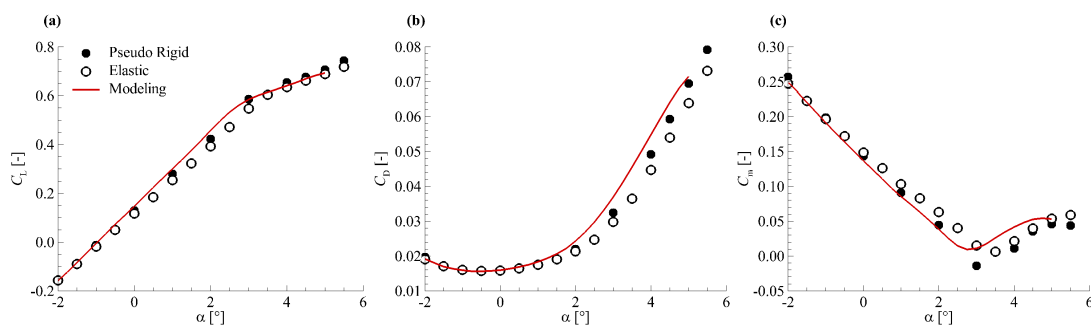 (a)
0.8
0.6
0.4
0.2
0.0
-0.2
C_L [-]
Pseudo Rigid
Elastic
Modeling
-2 0 2 4 6
α [°]
(b)
0.08
0.07
0.06
0.05
0.04
0.03
0.02
0.01
C_D [-]
-2 0 2 4 6
α [°]
(c)
0.30
0.25
0.20
0.15
0.10
0.05
0.00
-0.05
C_m [-]
-2 0 2 4 6
α [°]